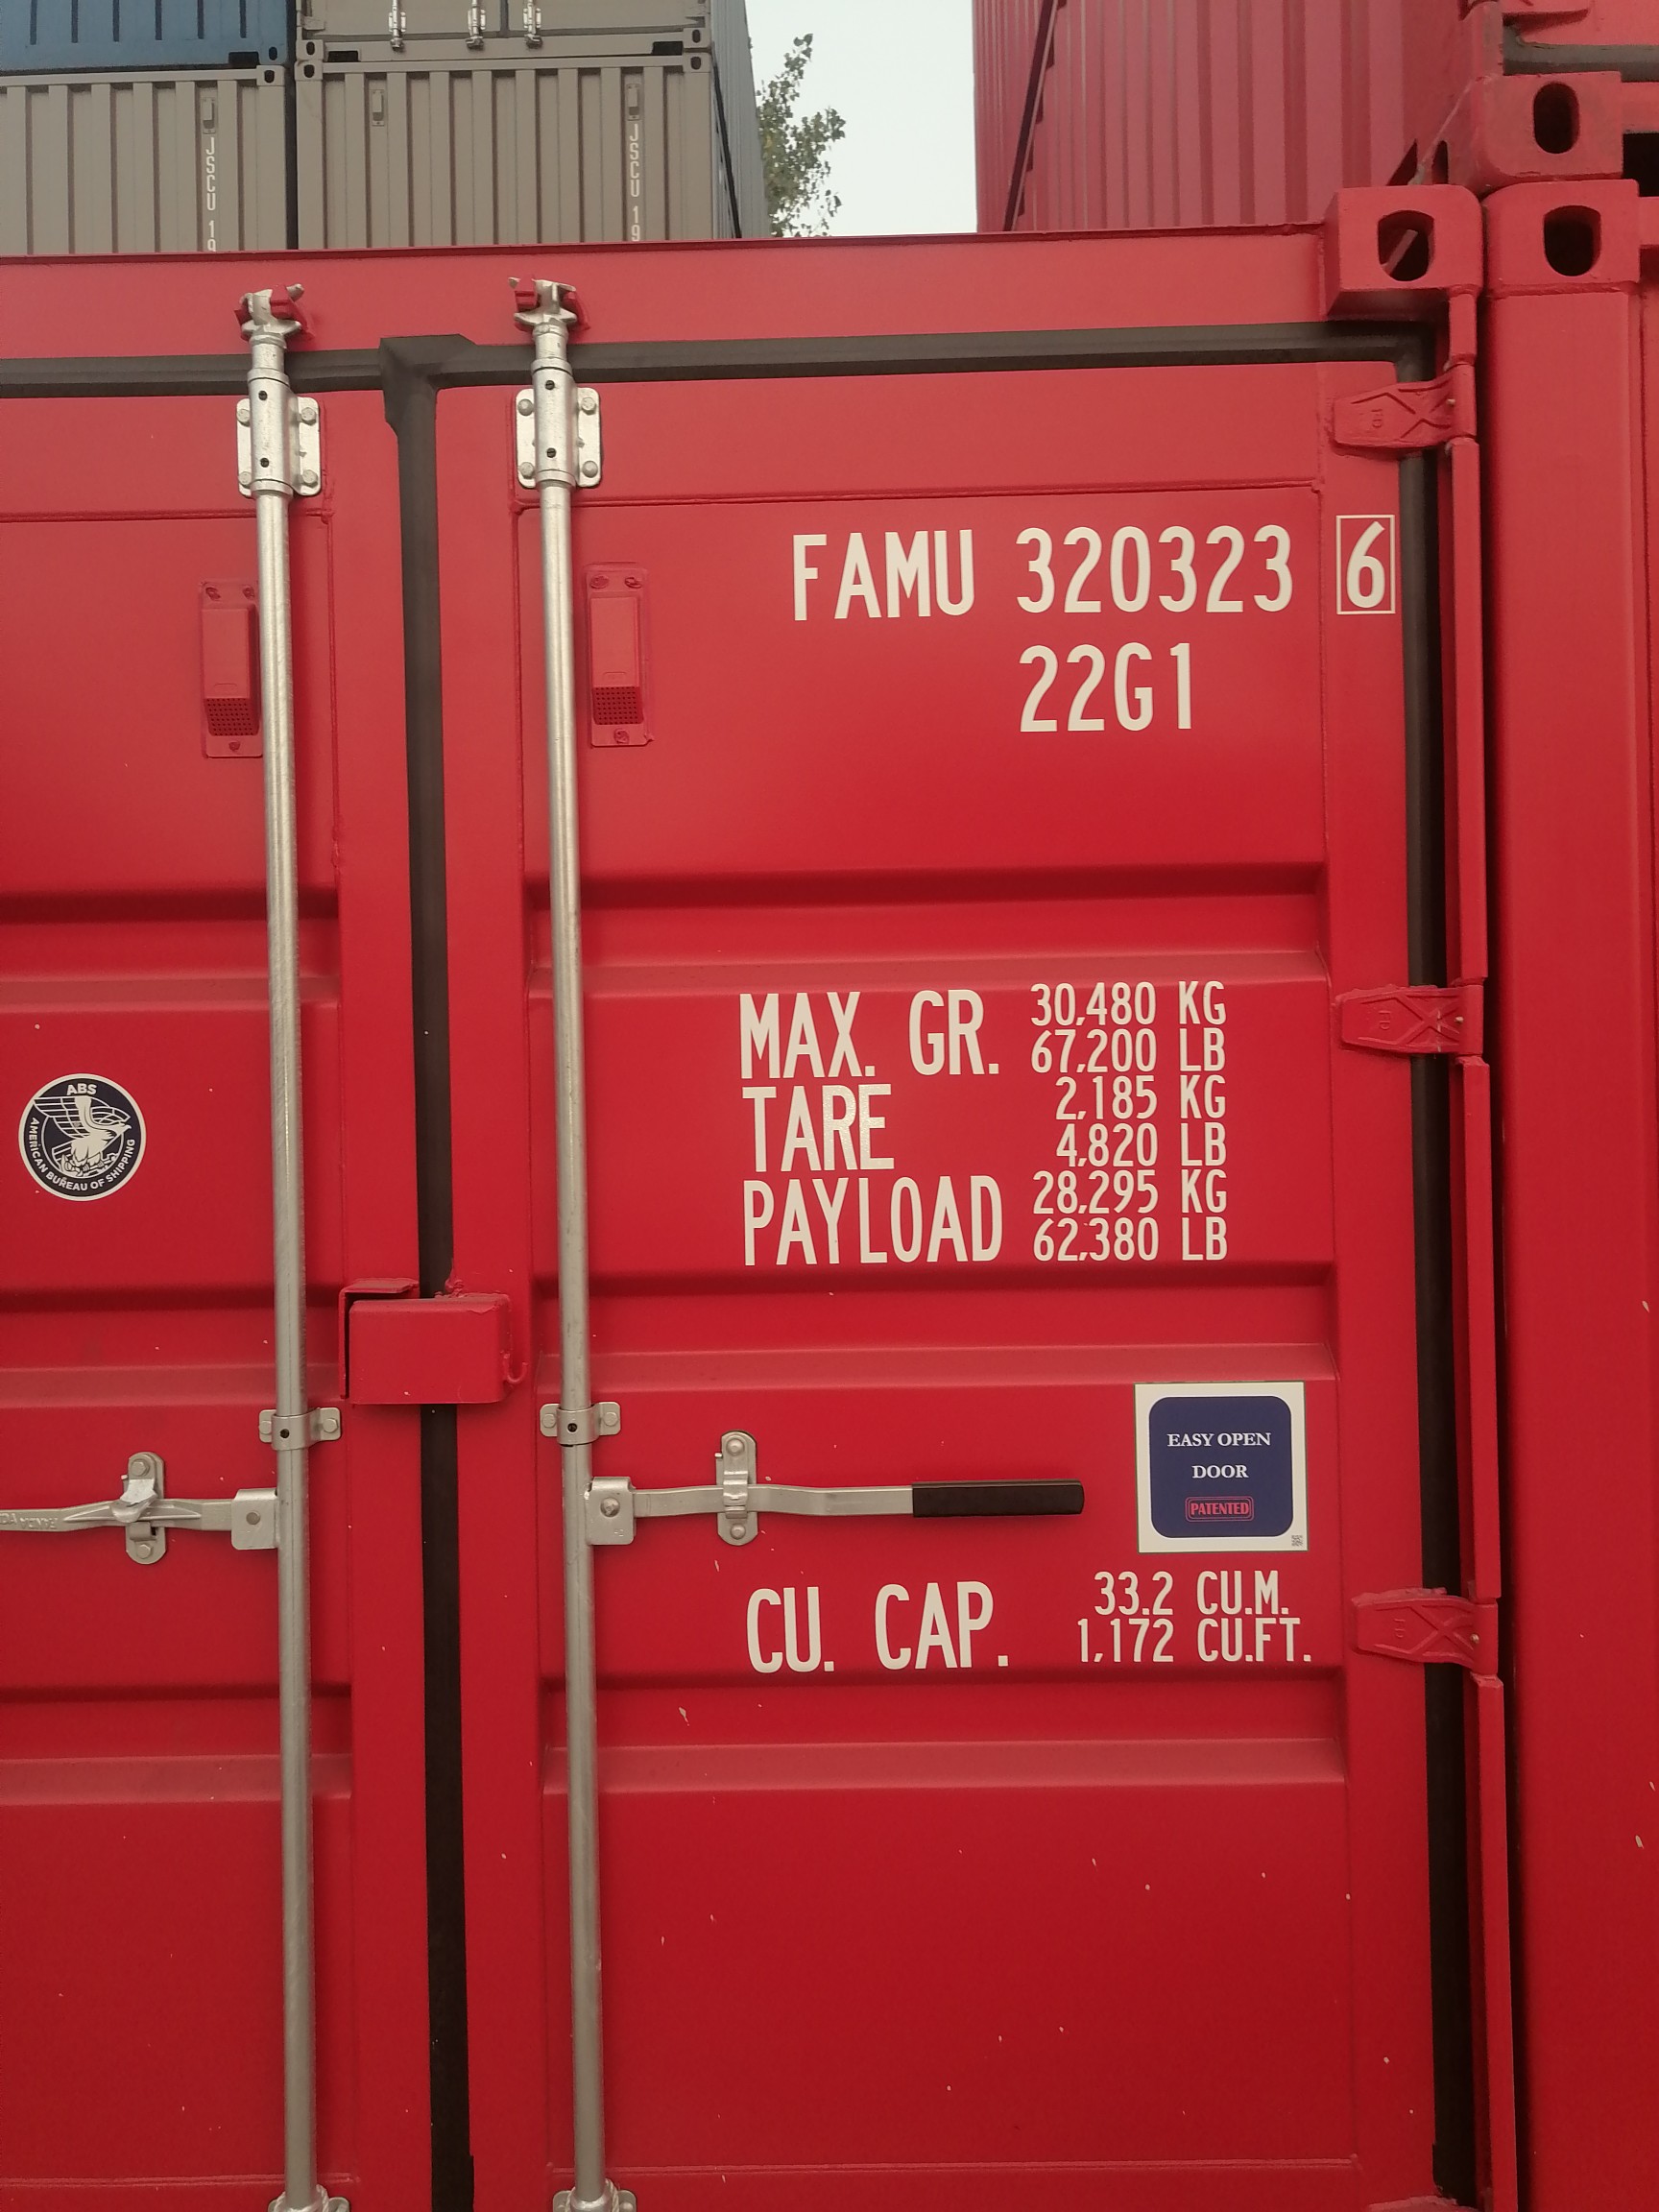 JSCU 19
JSCU 19
FAMU 320323 6
22G1
MAX. GR. 30,480 KG
67,200 LB
TARE 2,185 KG
4,820 LB
PAYLOAD 28,295 KG
62,380 LB
ABS
AMERICAN BUREAU OF SHIPPING
EASY OPEN
DOOR
PATENTED
CU. CAP. 33.2 CU.M.
1,172 CU.FT.